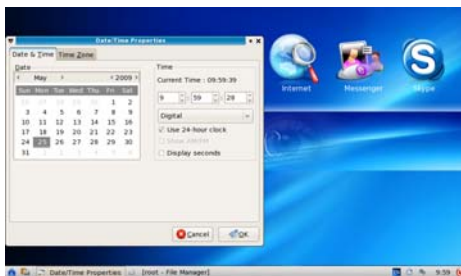 Date/Time Properties
Date & Time Time Zone
Date
May 2009
Sun Mon Tue Wed Thu Fri Sat
1 2
3 4 5 6 7 8 9
10 11 12 13 14 15 16
17 18 19 20 21 22 23
24 25 26 27 28 29 30
31
Time
Current Time : 09:59:39
9 : 59 : 28
Digital
Use 24-hour clock
Show AM/PM
Display seconds
Cancel OK
Internet Messenger Skype
Date/Time Properties [root - File Manager] 9:59